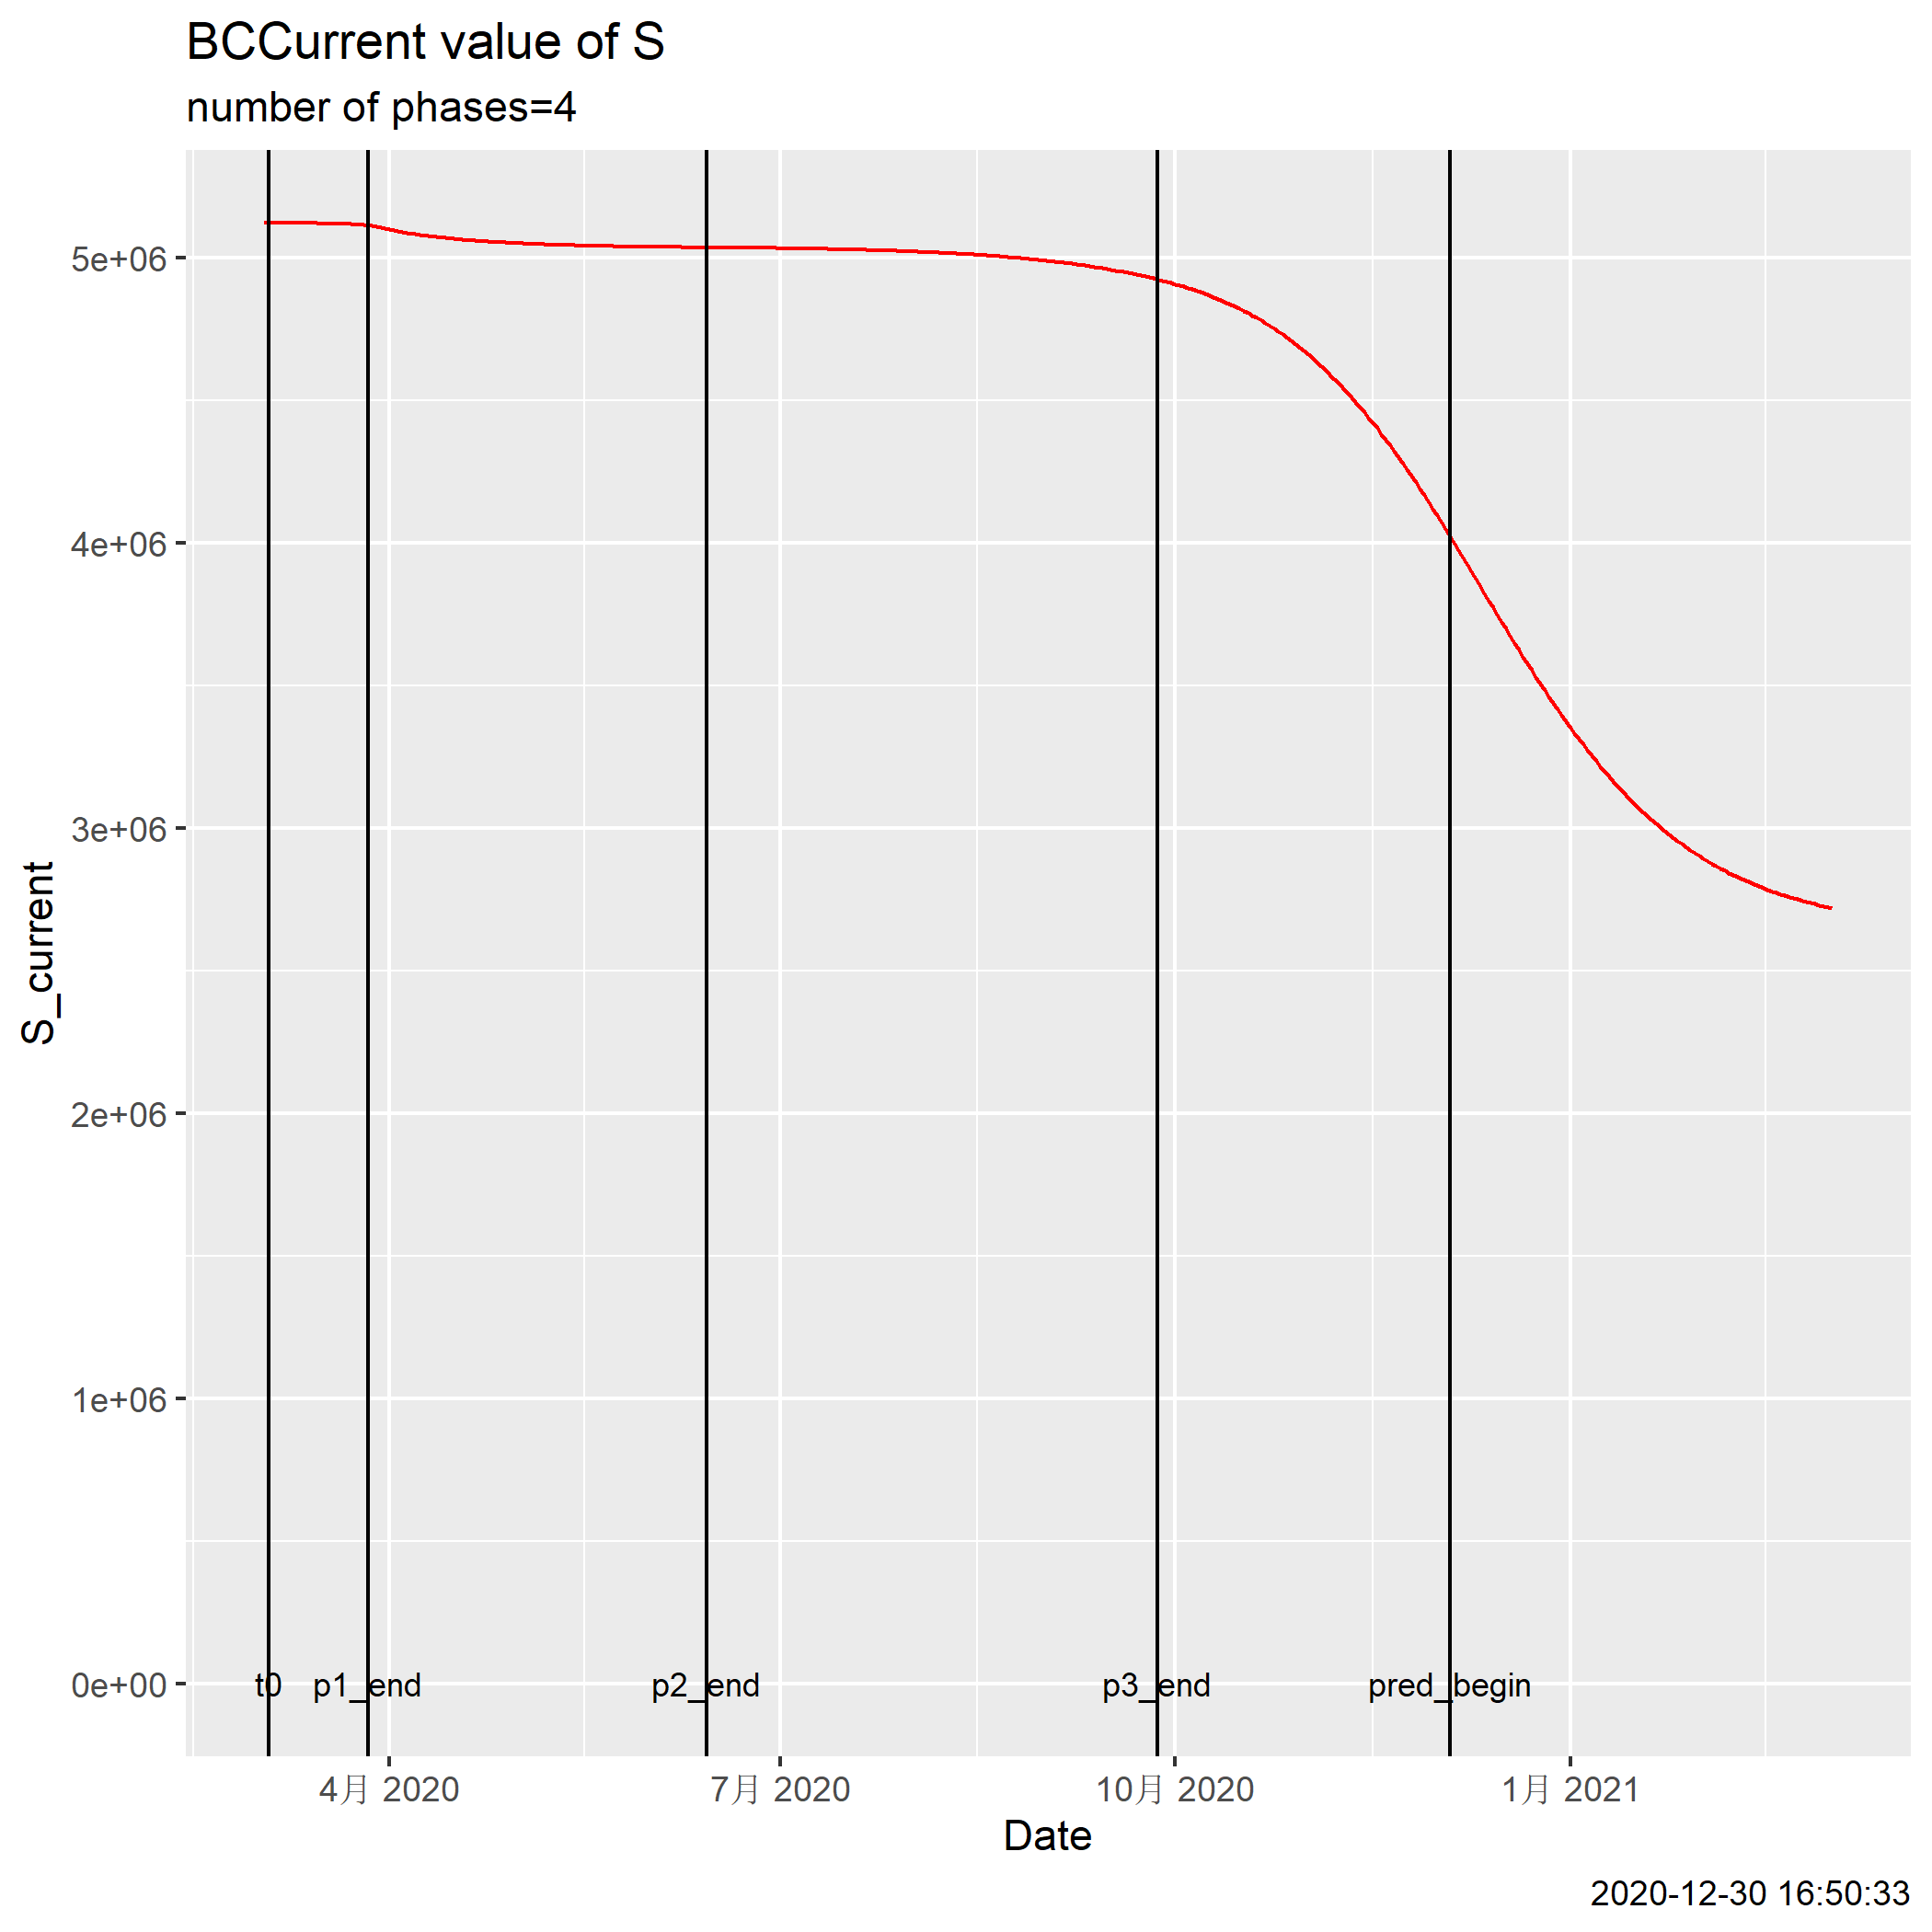 BCCurrent value of S
number of phases=4
5e+06
4e+06
3e+06
2e+06
1e+06
0e+00
S_current
t0 p1_end p2_end p3_end pred_begin
4月 2020 7月 2020 10月 2020 1月 2021
Date
2020-12-30 16:50:33